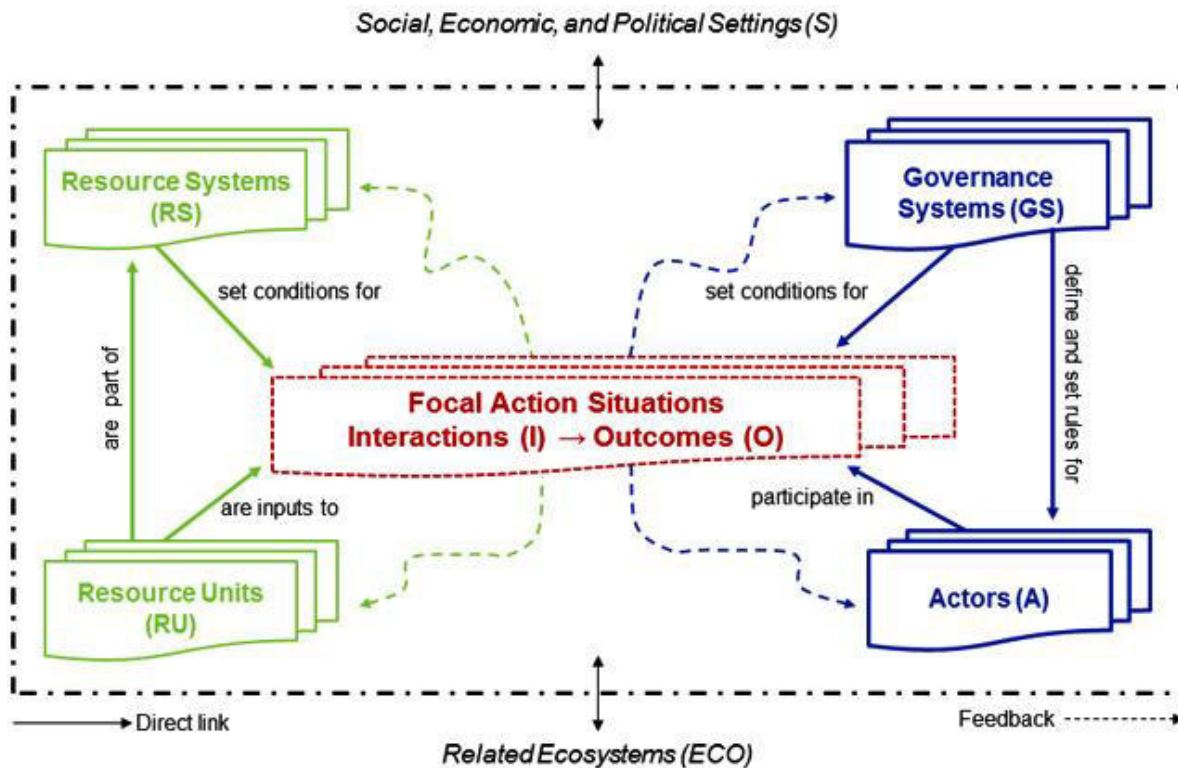 Social, Economic, and Political Settings (S)
Resource Systems
(RS)
Governance
Systems (GS)
set conditions for
set conditions for
are part of
define and set rules for
Focal Action Situations
Interactions (I) → Outcomes (O)
are inputs to
participate in
Resource Units
(RU)
Actors (A)
Direct link
Feedback
Related Ecosystems (ECO)